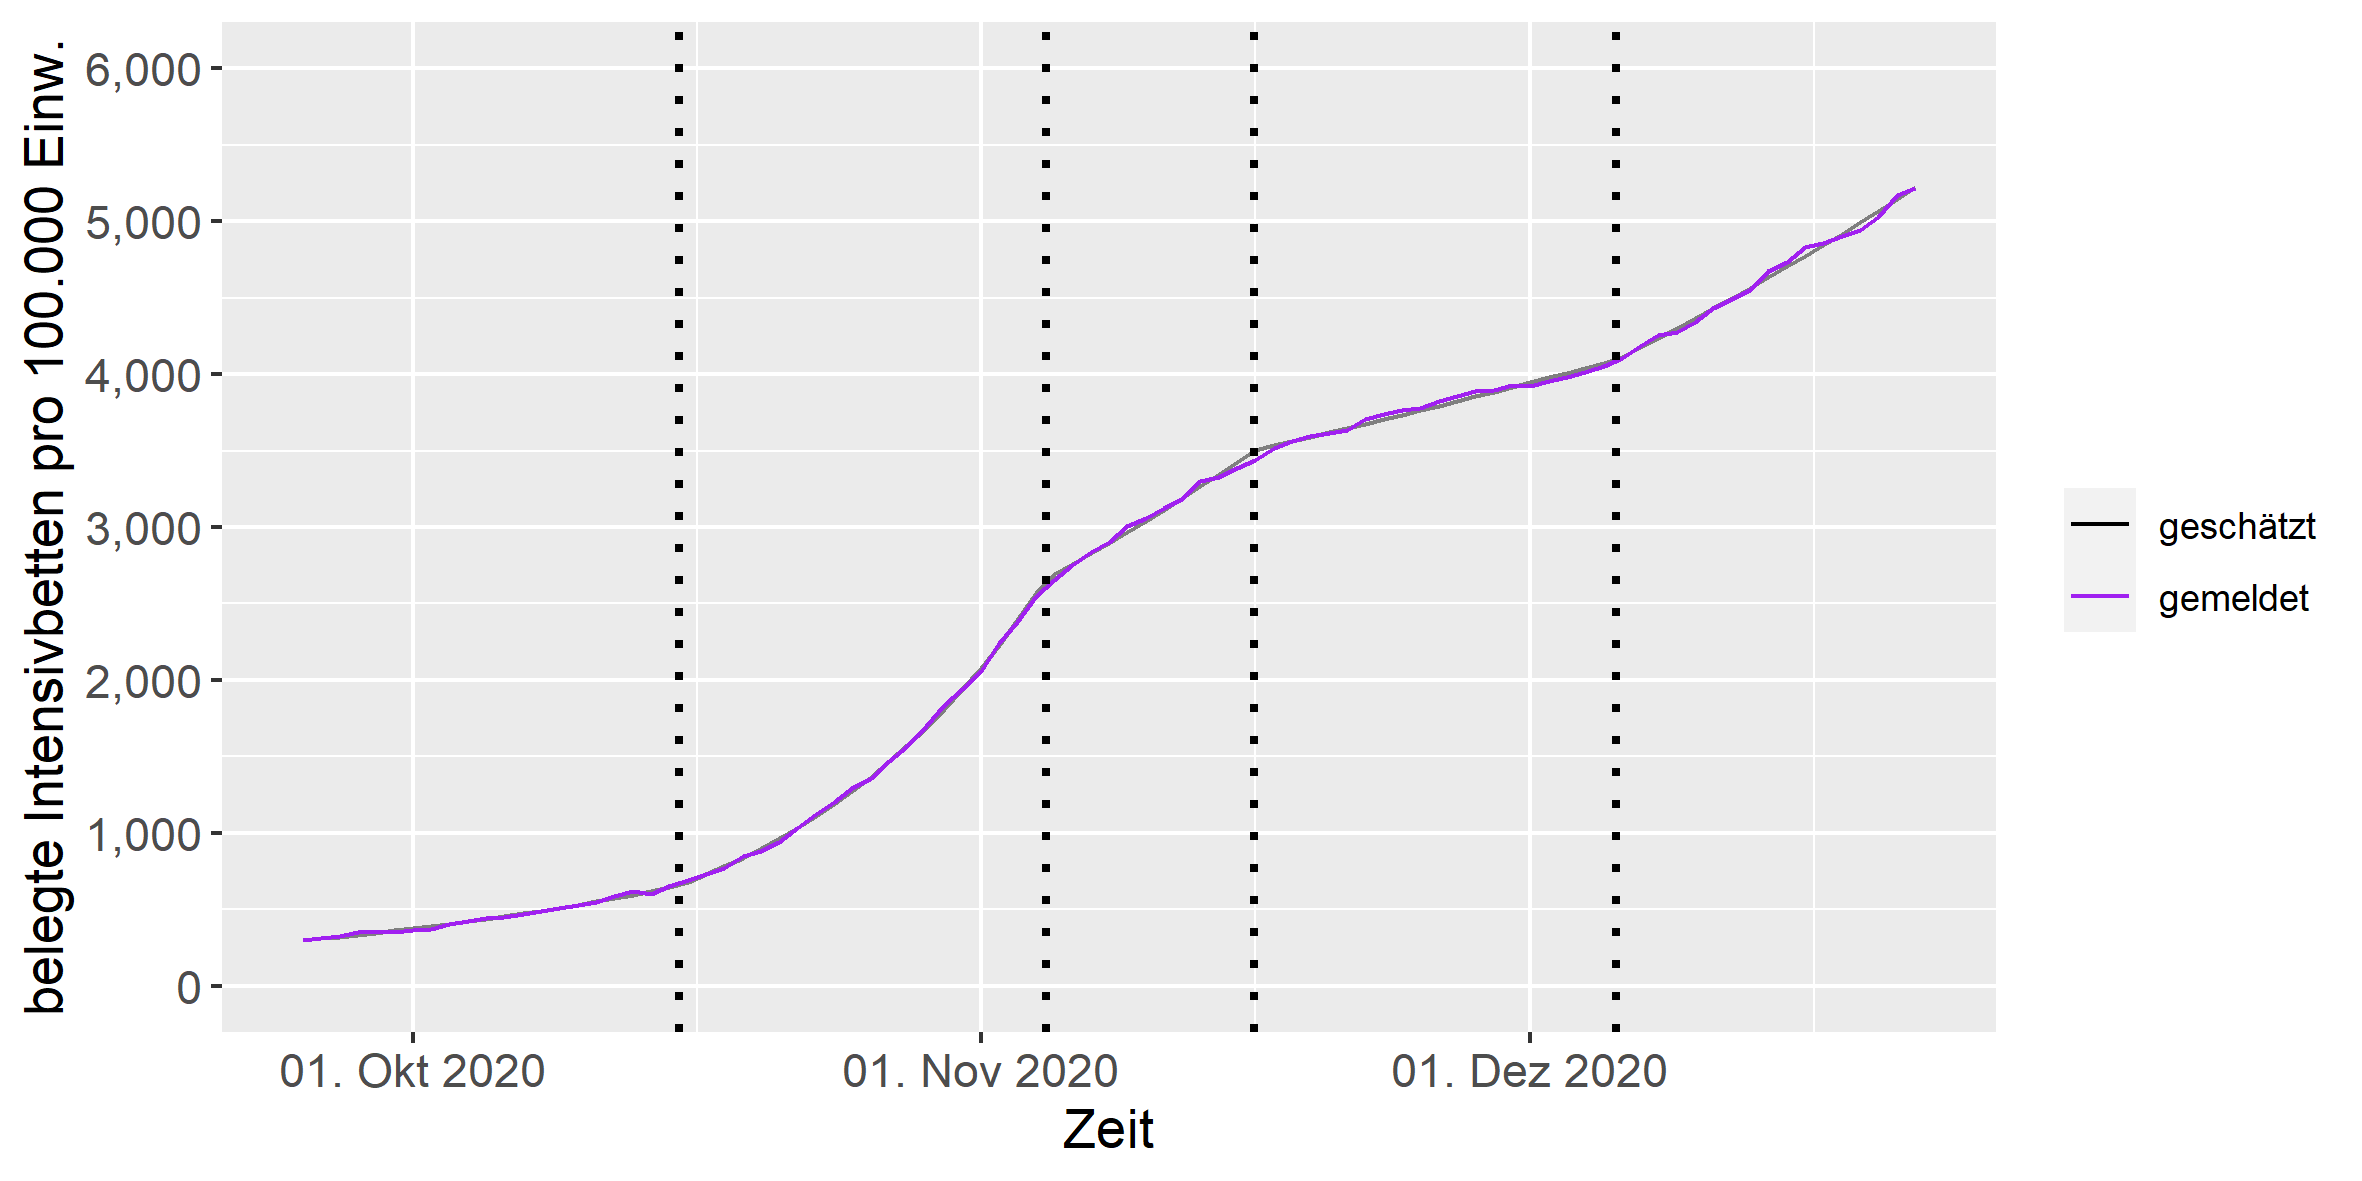 belegte Intensivbetten pro 100.000 Einw.
6,000
5,000
4,000
3,000
2,000
1,000
0
01. Okt 2020
01. Nov 2020
01. Dez 2020
Zeit
geschätzt
gemeldet